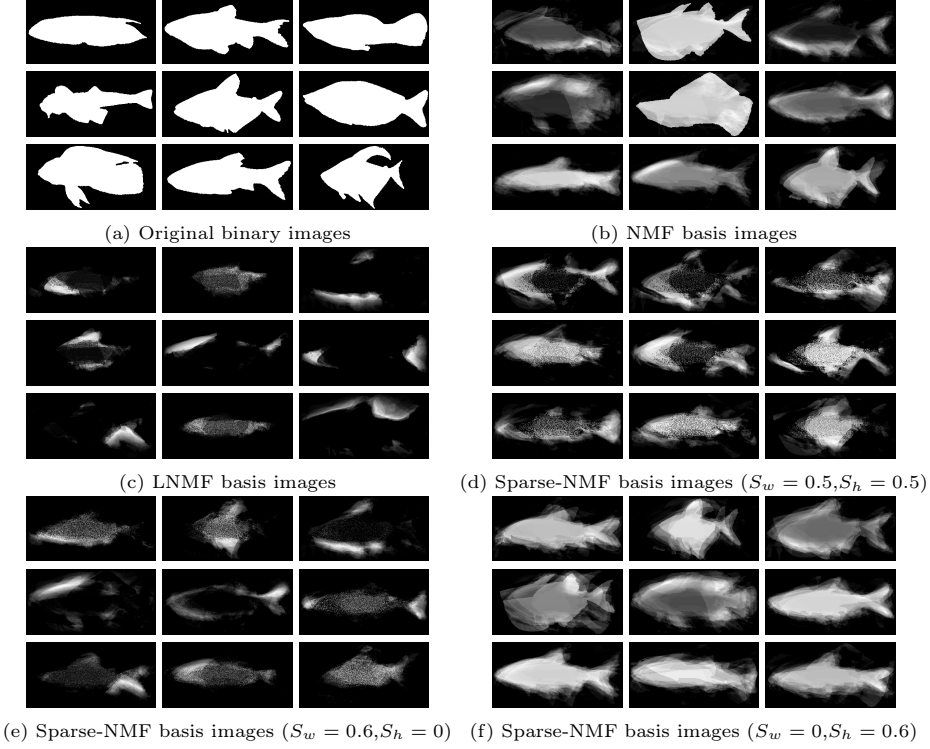 (a) Original binary images
(b) NMF basis images
(c) LNMF basis images
(d) Sparse-NMF basis images (S_w = 0.5,S_h = 0.5)
(e) Sparse-NMF basis images (S_w = 0.6,S_h = 0)
(f) Sparse-NMF basis images (S_w = 0,S_h = 0.6)